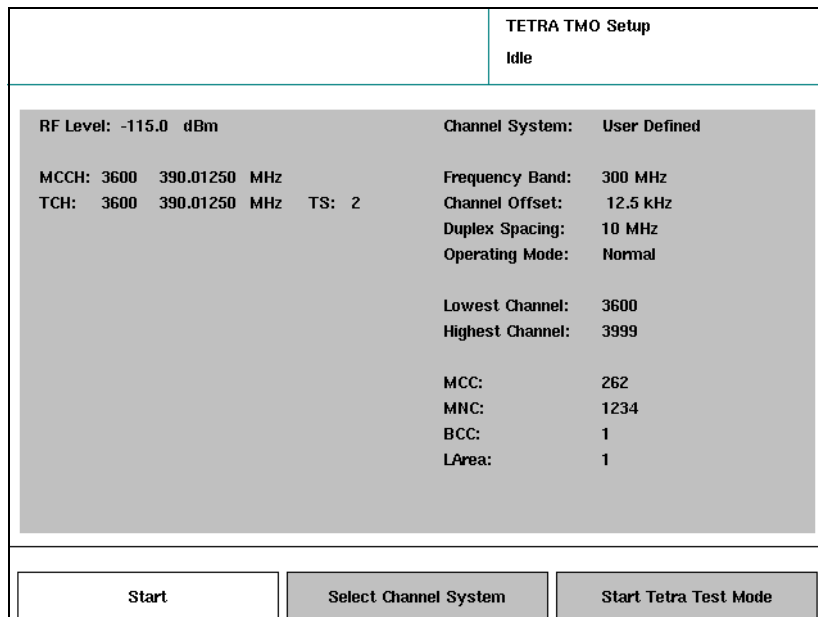 TETRA TMO Setup
Idle
RF Level: -115.0 dBm
MCCH: 3600 390.01250 MHz
TCH: 3600 390.01250 MHz TS: 2
Channel System: User Defined
Frequency Band: 300 MHz
Channel Offset: 12.5 kHz
Duplex Spacing: 10 MHz
Operating Mode: Normal
Lowest Channel: 3600
Highest Channel: 3999
MCC: 262
MNC: 1234
BCC: 1
LArea: 1
Start
Select Channel System
Start Tetra Test Mode